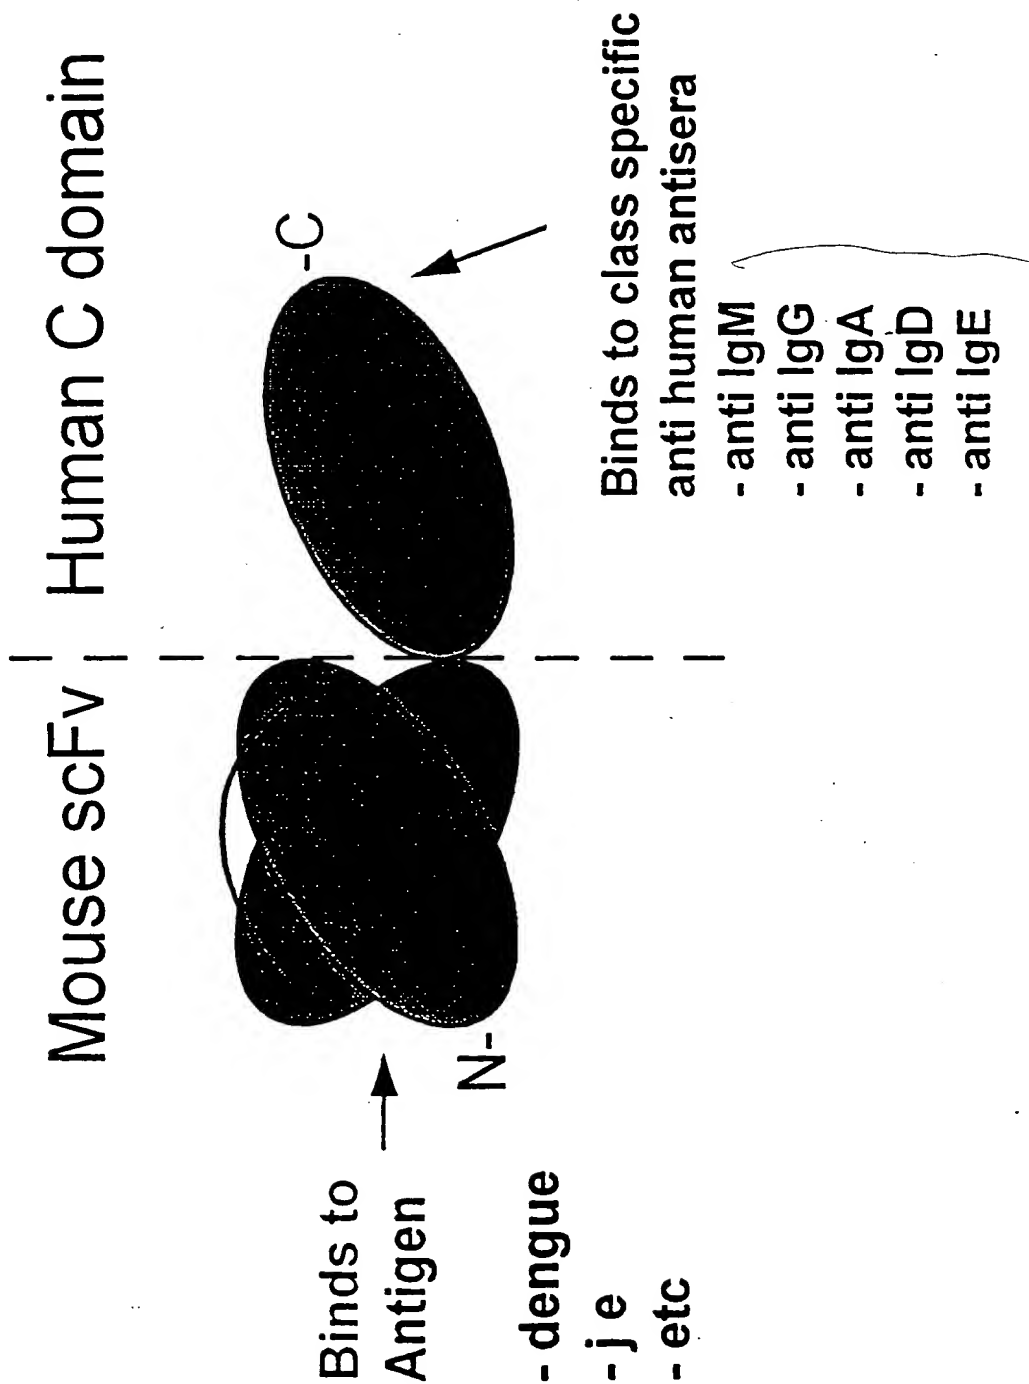 Mouse scFv
Human C domain
-C
N-
Binds to
Antigen
- dengue
- j e
- etc
Binds to class specific
anti human antisera
- anti IgM
- anti IgG
- anti IgA
- anti IgD
- anti IgE